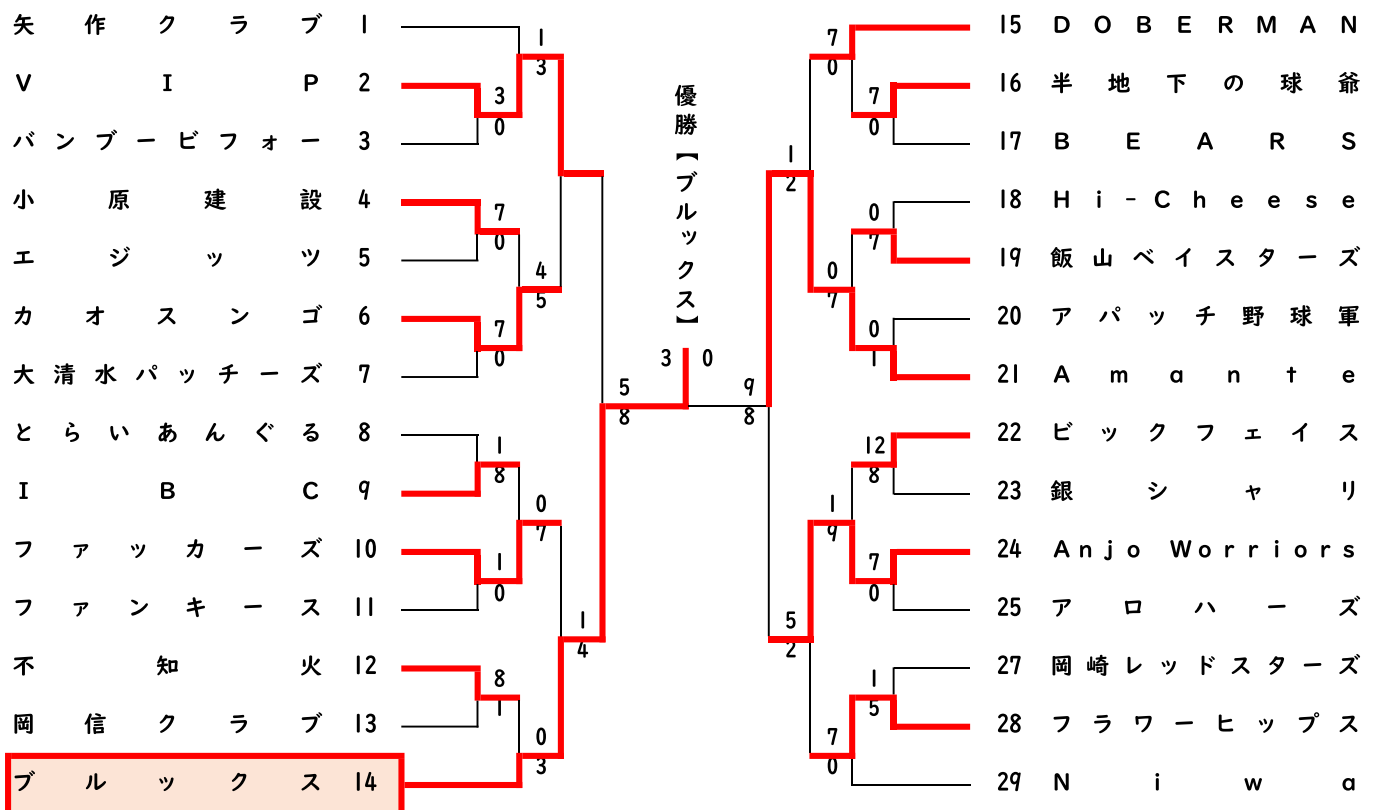 矢作クラブ 1
VIP 2
バンブービフォー 3
小原建設 4
エジッツ 5
カオスンゴ 6
大清水パッチーズ 7
とらいあんぐる 8
IBC 9
ファッカーズ 10
ファンキース 11
不知火 12
岡信クラブ 13
ブルックス 14
1
3
3
0
7
0
4
5
7
0
1
8
0
7
1
0
1
4
8
1
0
3
5
8
優勝【ブルックス】
3 0
9
8
1
2
7
0
7
0
0
7
0
7
0
1
12
8
1
9
7
0
5
2
1
5
7
0
15 DOBERMAN
16 半地下の球爺
17 BEARS
18 Hi-Cheese
19 飯山ベイスターズ
20 アパッチ野球軍
21 Amante
22 ビックフェイス
23 銀シャリ
24 Anjo Worriors
25 アロハーズ
27 岡崎レッドスターズ
28 フラワーヒップス
29 Niwa